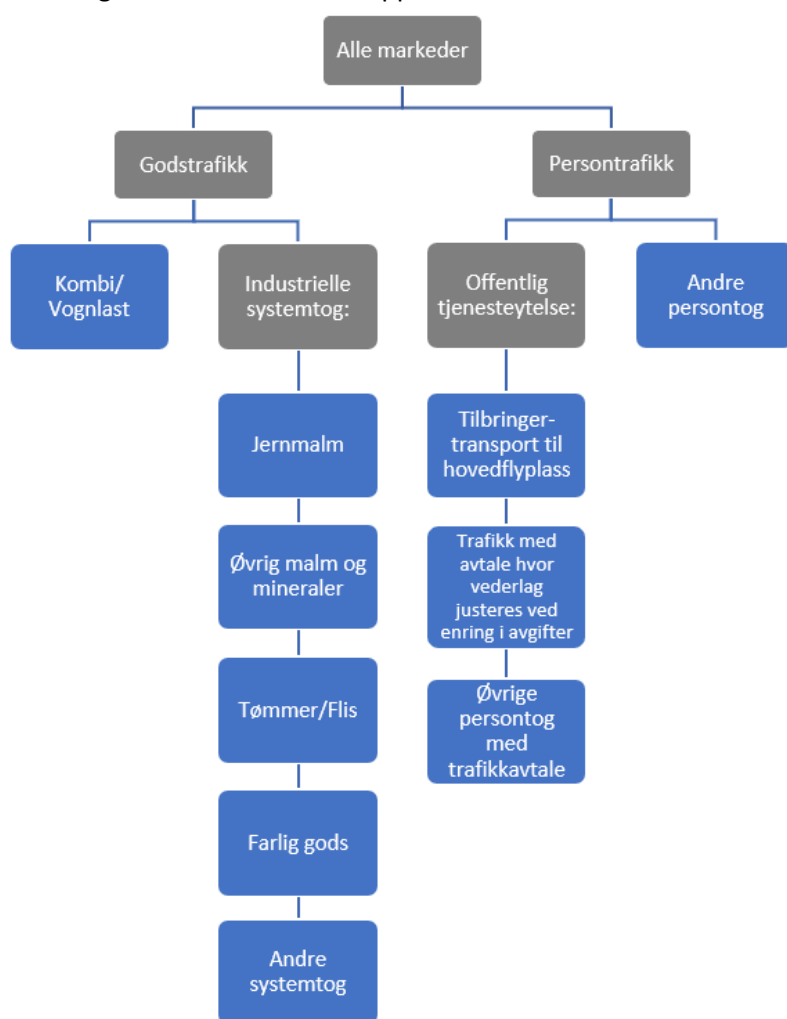 Alle markeder
Godstrafikk
Persontrafikk
Kombi/
Vognlast
Industrielle
systemtog:
Offentlig
tjenesteytelse:
Andre
persontog
Jernmalm
Øvrig malm og
mineraler
Tømmer/Flis
Farlig gods
Andre
systemtog
Tilbringer-
transport til
hovedflyplass
Trafikk med
avtale hvor
vederlag
justeres ved
enring i avgifter
Øvrige
persontog
med
trafikkavtale